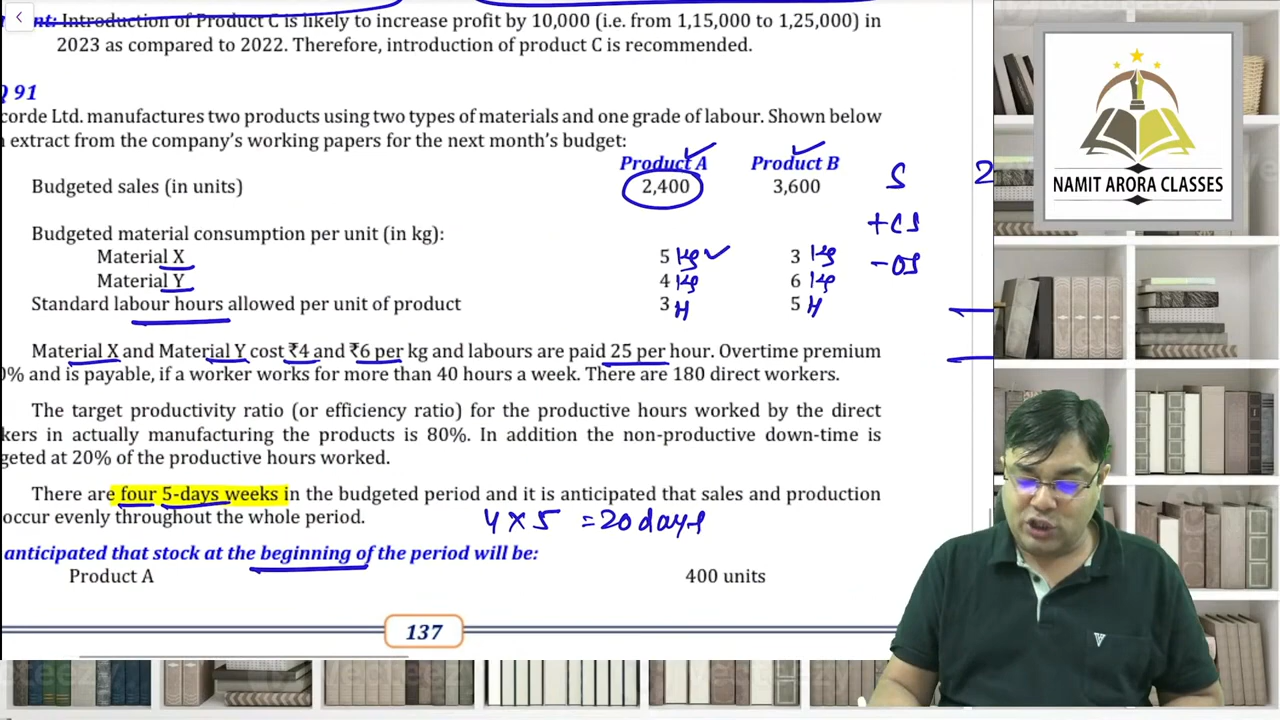 nt: Introduction of Product C is likely to increase profit by 10,000 (i.e. from 1,15,000 to 1,25,000) in
2023 as compared to 2022. Therefore, introduction of product C is recommended.
Q 91
corde Ltd. manufactures two products using two types of materials and one grade of labour. Shown below
extract from the company's working papers for the next month's budget:
Product A Product B
Budgeted sales (in units) 2,400 3,600 S 2
+CS
Budgeted material consumption per unit (in kg):
Material X 5 kg 3 kg -OS
Material Y 4 kg 6 kg
Standard labour hours allowed per unit of product 3 H 5 H
Material X and Material Y cost ₹4 and ₹6 per kg and labours are paid 25 per hour. Overtime premium
0% and is payable, if a worker works for more than 40 hours a week. There are 180 direct workers.
The target productivity ratio (or efficiency ratio) for the productive hours worked by the direct
kers in actually manufacturing the products is 80%. In addition the non-productive down-time is
geted at 20% of the productive hours worked.
There are four 5-days weeks in the budgeted period and it is anticipated that sales and production
occur evenly throughout the whole period. 4 × 5 = 20 days
anticipated that stock at the beginning of the period will be:
Product A 400 units
137
NAMIT ARORA CLASSES